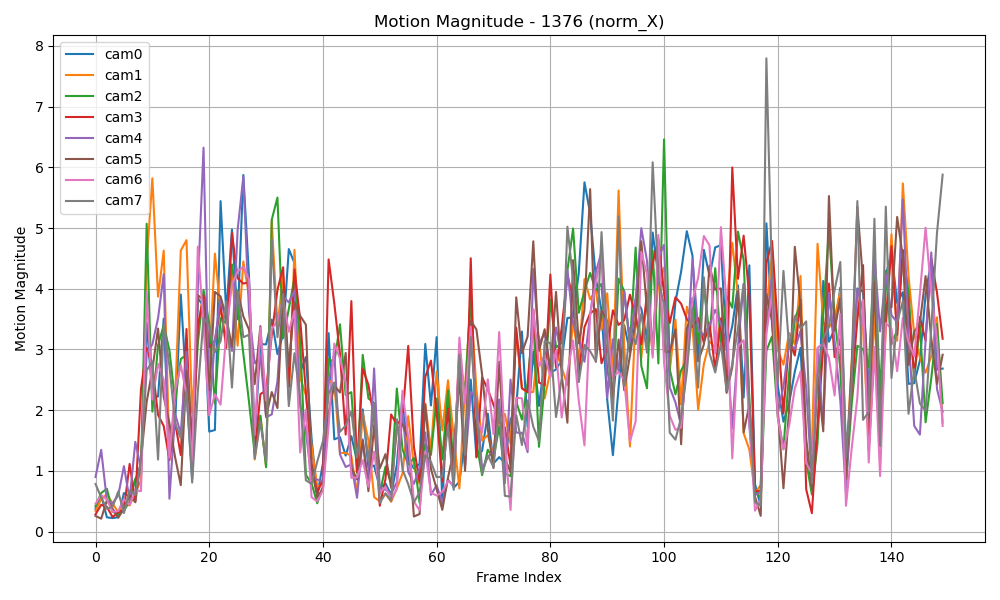 Motion Magnitude - 1376 (norm_X)
8
7
6
5
4
3
2
1
0
Motion Magnitude
cam0
cam1
cam2
cam3
cam4
cam5
cam6
cam7
0 20 40 60 80 100 120 140
Frame Index